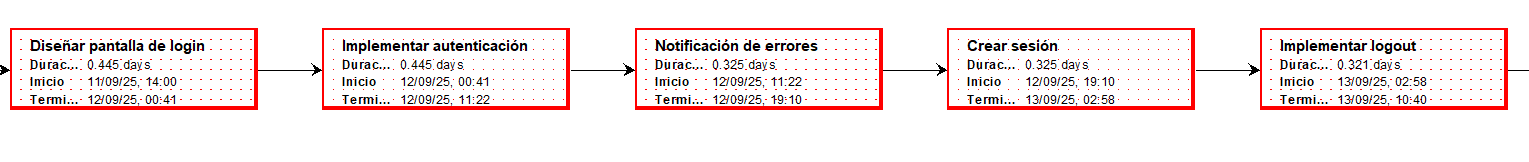 Diseñar pantalla de login
Durac... 0.445 days
Inicio 11/09/25, 14:00
Termi... 12/09/25, 00:41
Implementar autenticación
Durac... 0.445 days
Inicio 12/09/25, 00:41
Termi... 12/09/25, 11:22
Notificación de errores
Durac... 0.325 days
Inicio 12/09/25, 11:22
Termi... 12/09/25, 19:10
Crear sesión
Durac... 0.325 days
Inicio 12/09/25, 19:10
Termi... 13/09/25, 02:58
Implementar logout
Durac... 0.321 days
Inicio 13/09/25, 02:58
Termi... 13/09/25, 10:40